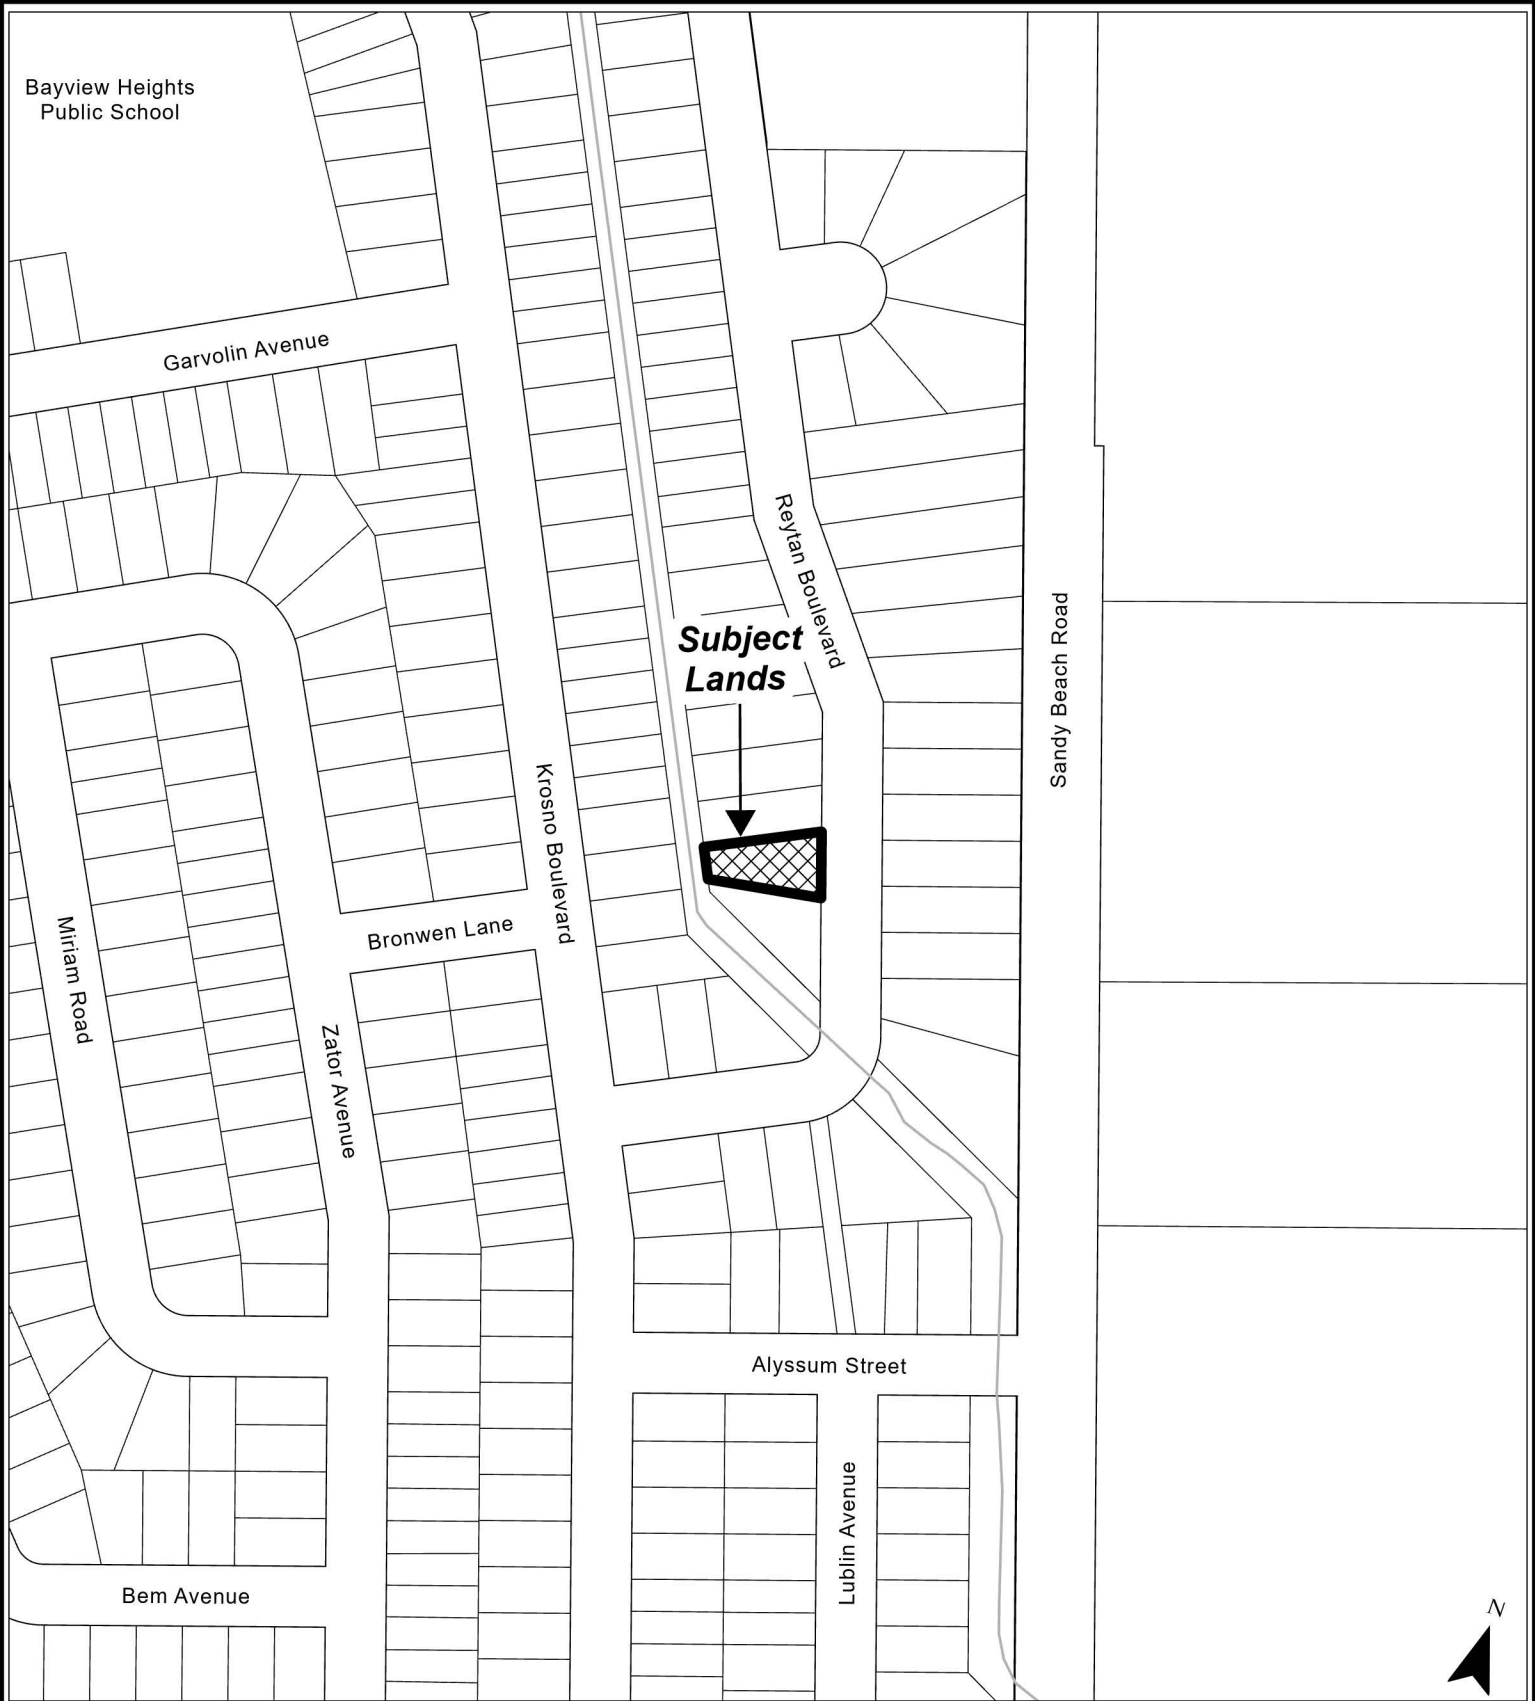 Bayview Heights
Public School
Garvolin Avenue
Reytan Boulevard
Sandy Beach Road
Subject
Lands
Krosno Boulevard
Bronwen Lane
Miriam Road
Zator Avenue
Alyssum Street
Lublin Avenue
Bem Avenue
N